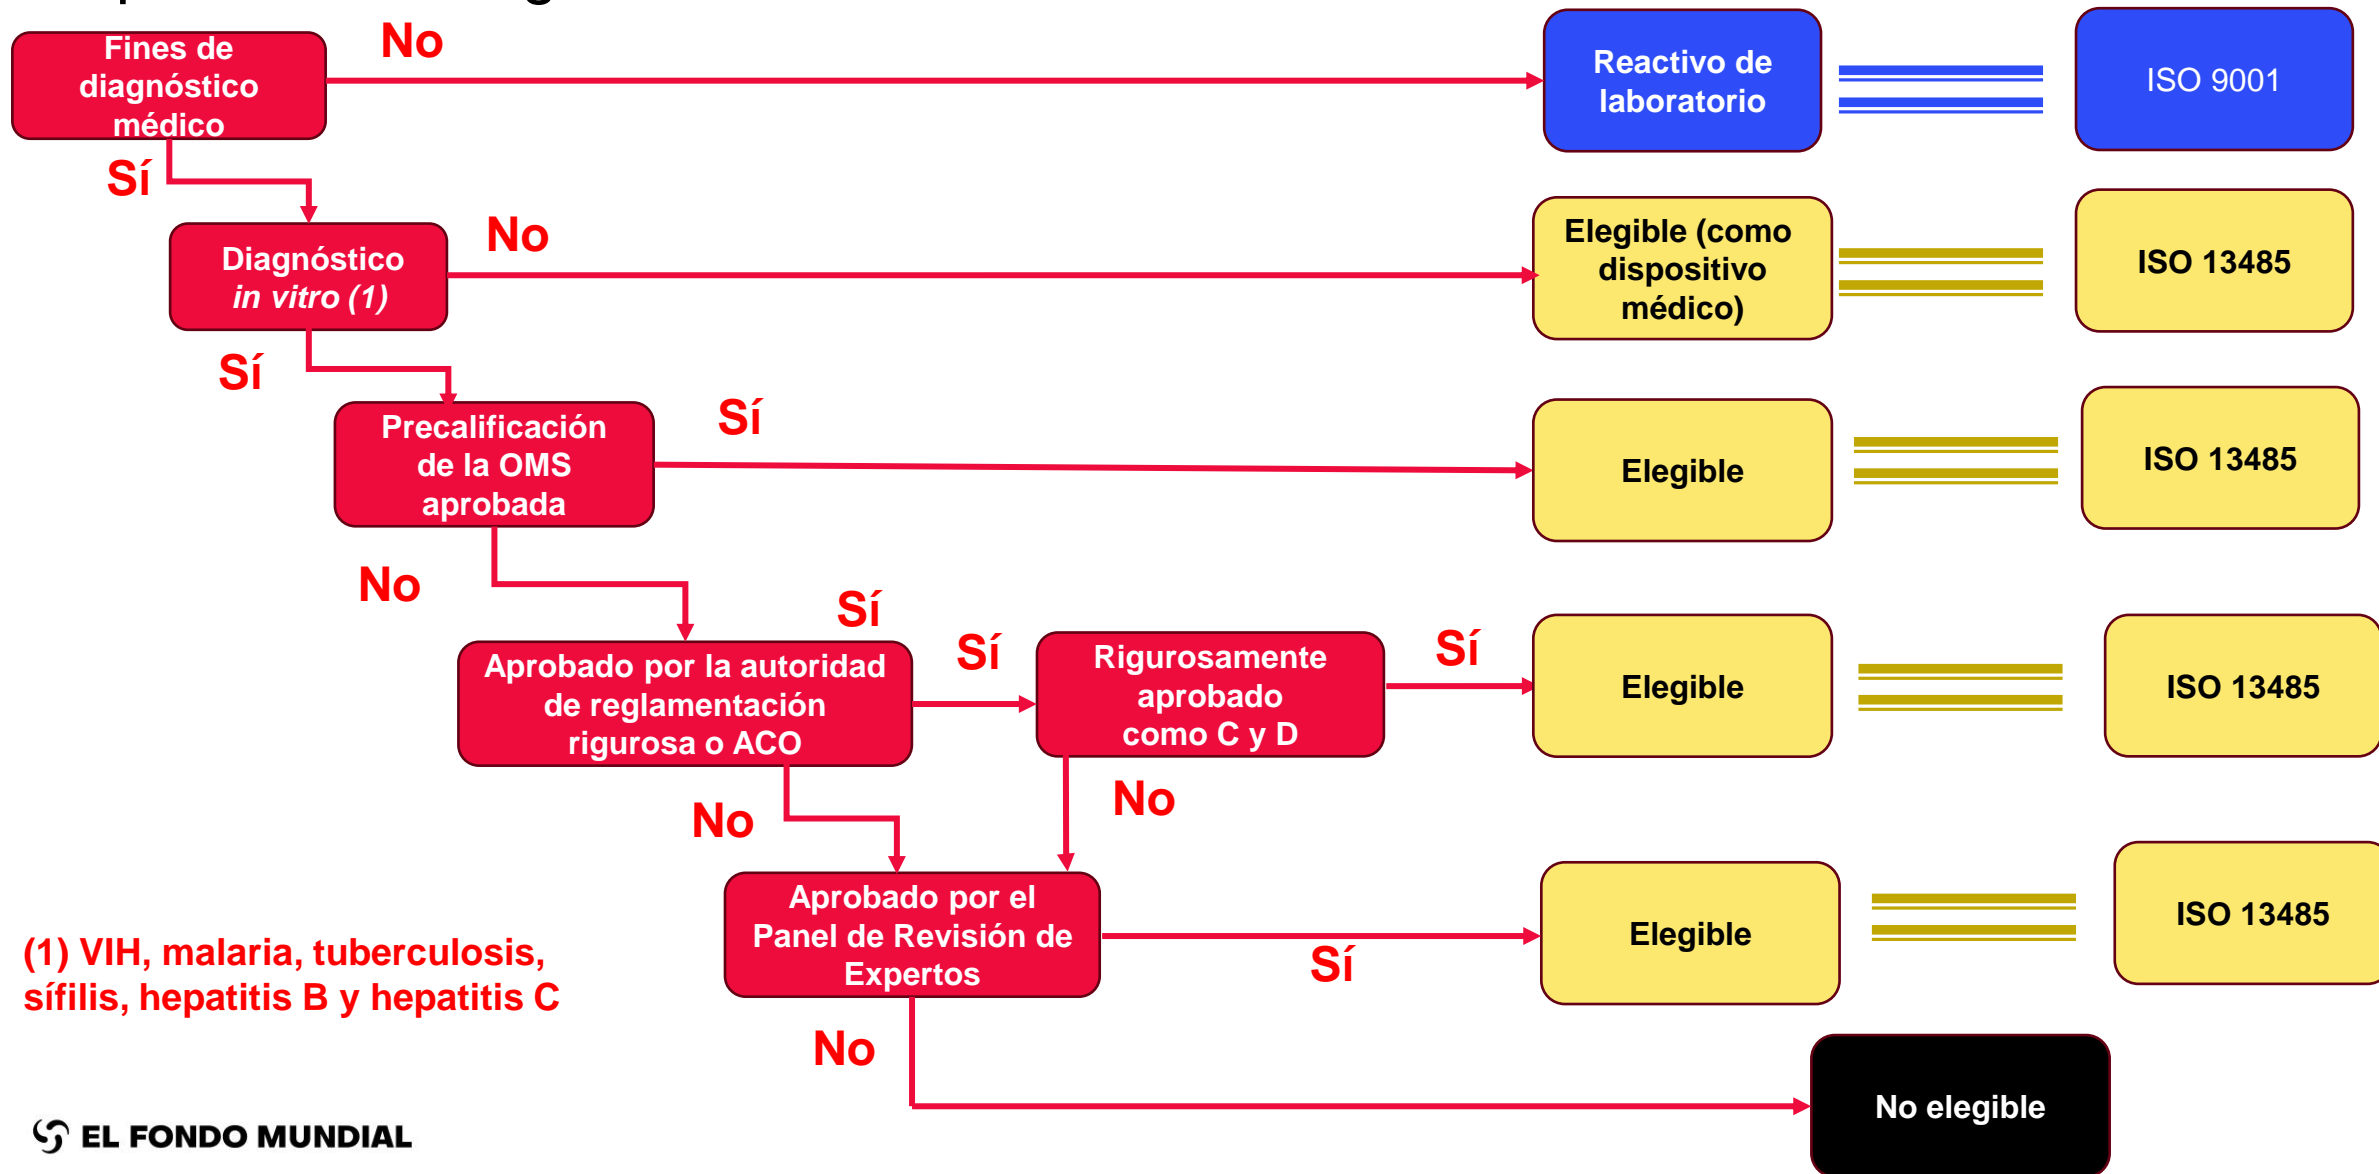 Fines de
diagnóstico
médico
No
Reactivo de
laboratorio
ISO 9001
Sí
Diagnóstico
in vitro (1)
No
Elegible (como
dispositivo
médico)
ISO 13485
Sí
Precalificación
de la OMS
aprobada
Sí
Elegible
ISO 13485
No
Sí
Aprobado por la autoridad
de reglamentación
rigurosa o ACO
Sí
Rigurosamente
aprobado
como C y D
Sí
Elegible
ISO 13485
No
No
Aprobado por el
Panel de Revisión de
Expertos
Sí
Elegible
ISO 13485
(1) VIH, malaria, tuberculosis,
sífilis, hepatitis B y hepatitis C
No
No elegible
EL FONDO MUNDIAL